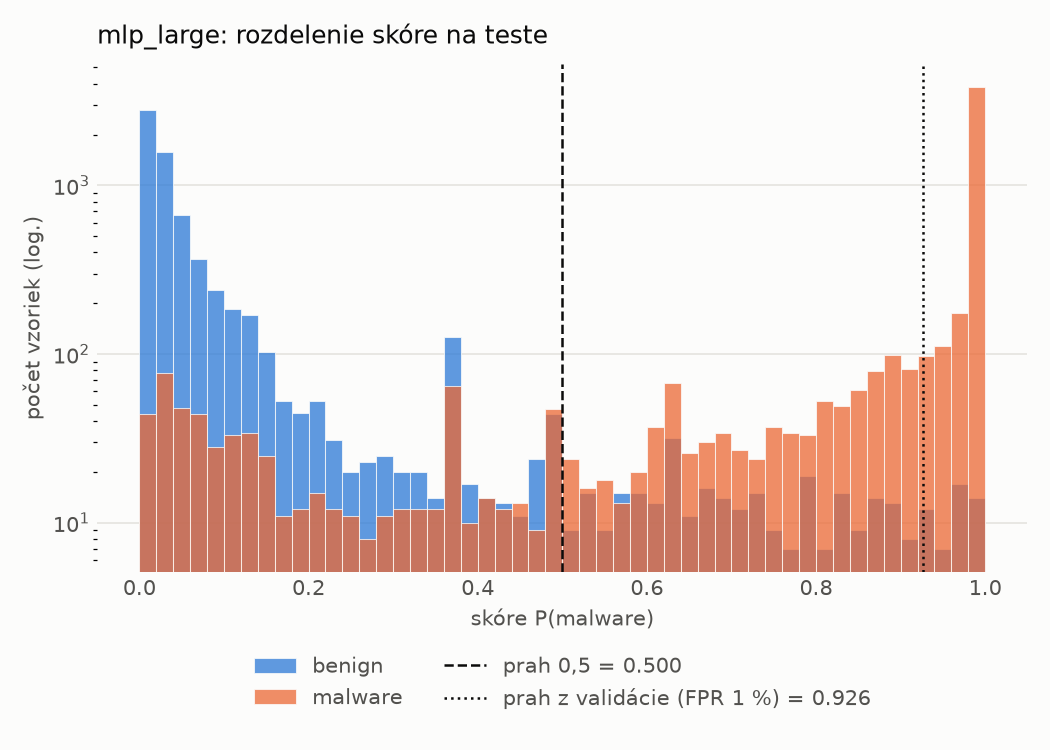 mlp_large: rozdelenie skóre na teste
počet vzoriek (log.)
10³
10²
10¹
0.0 0.2 0.4 0.6 0.8 1.0
skóre P(malware)
benign
malware
prah 0,5 = 0.500
prah z validácie (FPR 1 %) = 0.926